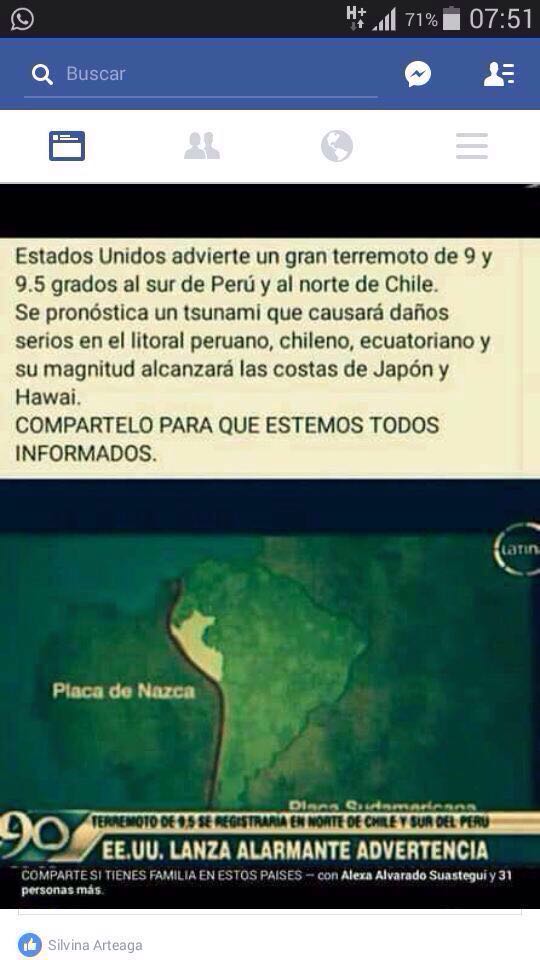 71% 07:51
Buscar
Estados Unidos advierte un gran terremoto de 9 y
9.5 grados al sur de Perú y al norte de Chile.
Se pronóstica un tsunami que causará daños
serios en el litoral peruano, chileno, ecuatoriano y
su magnitud alcanzará las costas de Japón y
Hawai.
COMPARTELO PARA QUE ESTEMOS TODOS
INFORMADOS.
LATIN
Placa de Nazca
Placa Sudamericana
90
TERREMOTO DE 9,5 SE REGISTRARIA EN NORTE DE CHILE Y SUR DEL PERÚ
EE.UU. LANZA ALARMANTE ADVERTENCIA
COMPARTE SI TIENES FAMILIA EN ESTOS PAISES — con Alexa Alvarado Suastegui y 31
personas más.
Silvina Arteaga